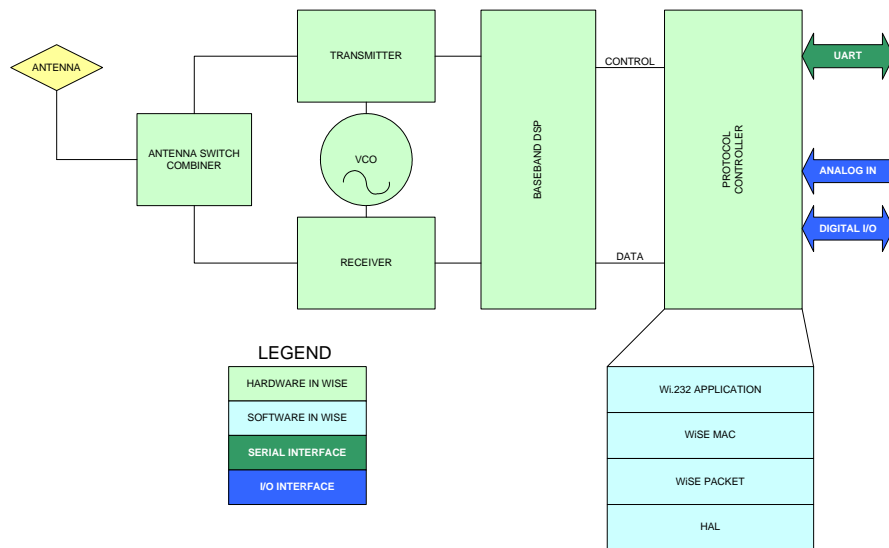 TRANSMITTER
UART
ANTENNA
CONTROL
ANTENNA SWITCH
COMBINER
VCO
BASEBAND DSP
PROTOCOL
CONTROLLER
ANALOG IN
DIGITAL I/O
RECEIVER
DATA
LEGEND
HARDWARE IN WISE
SOFTWARE IN WISE
SERIAL INTERFACE
I/O INTERFACE
Wi.232 APPLICATION
WiSE MAC
WiSE PACKET
HAL